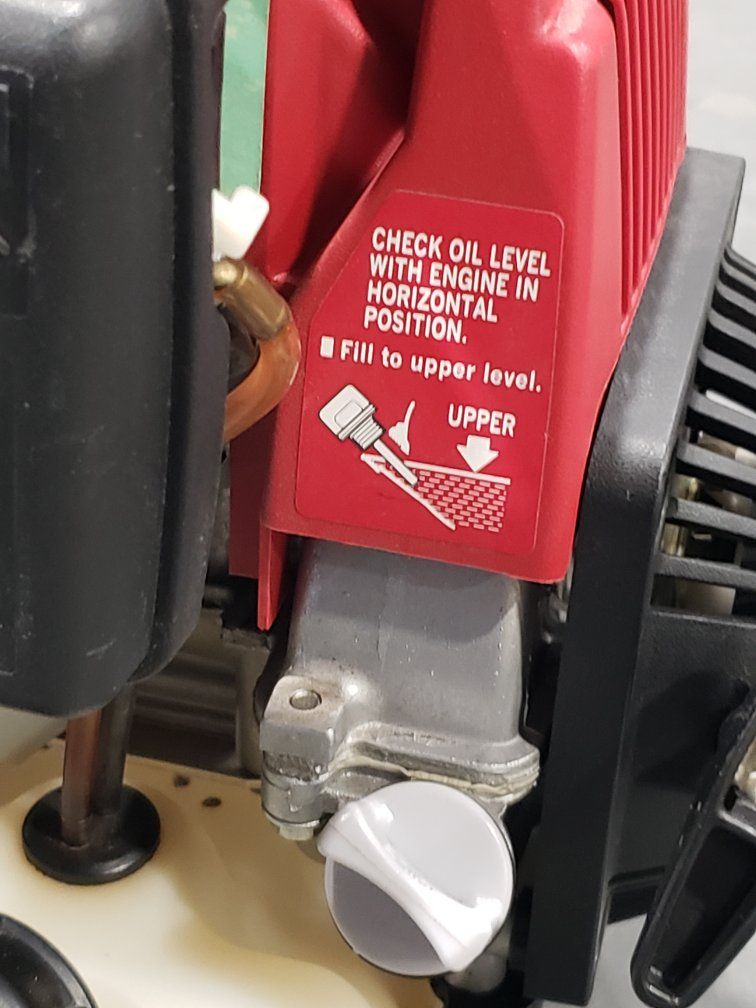 CHECK OIL LEVEL
WITH ENGINE IN
HORIZONTAL
POSITION.
Fill to upper level.
UPPER